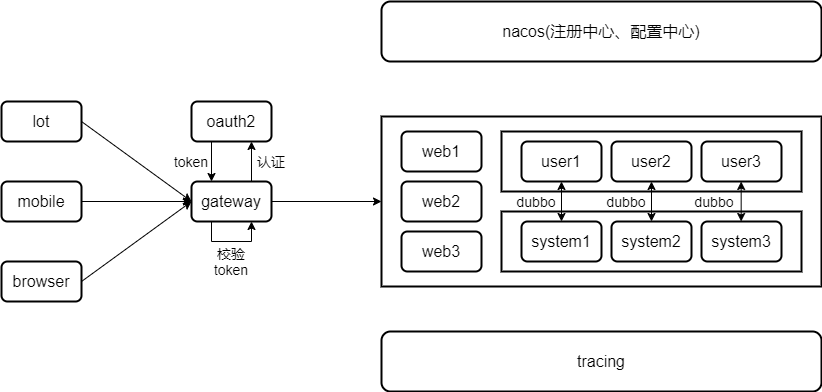 nacos(注册中心、配置中心)
lot
oauth2
token
认证
mobile
gateway
校验
token
browser
web1
web2
web3
user1
user2
user3
dubbo
dubbo
dubbo
system1
system2
system3
tracing